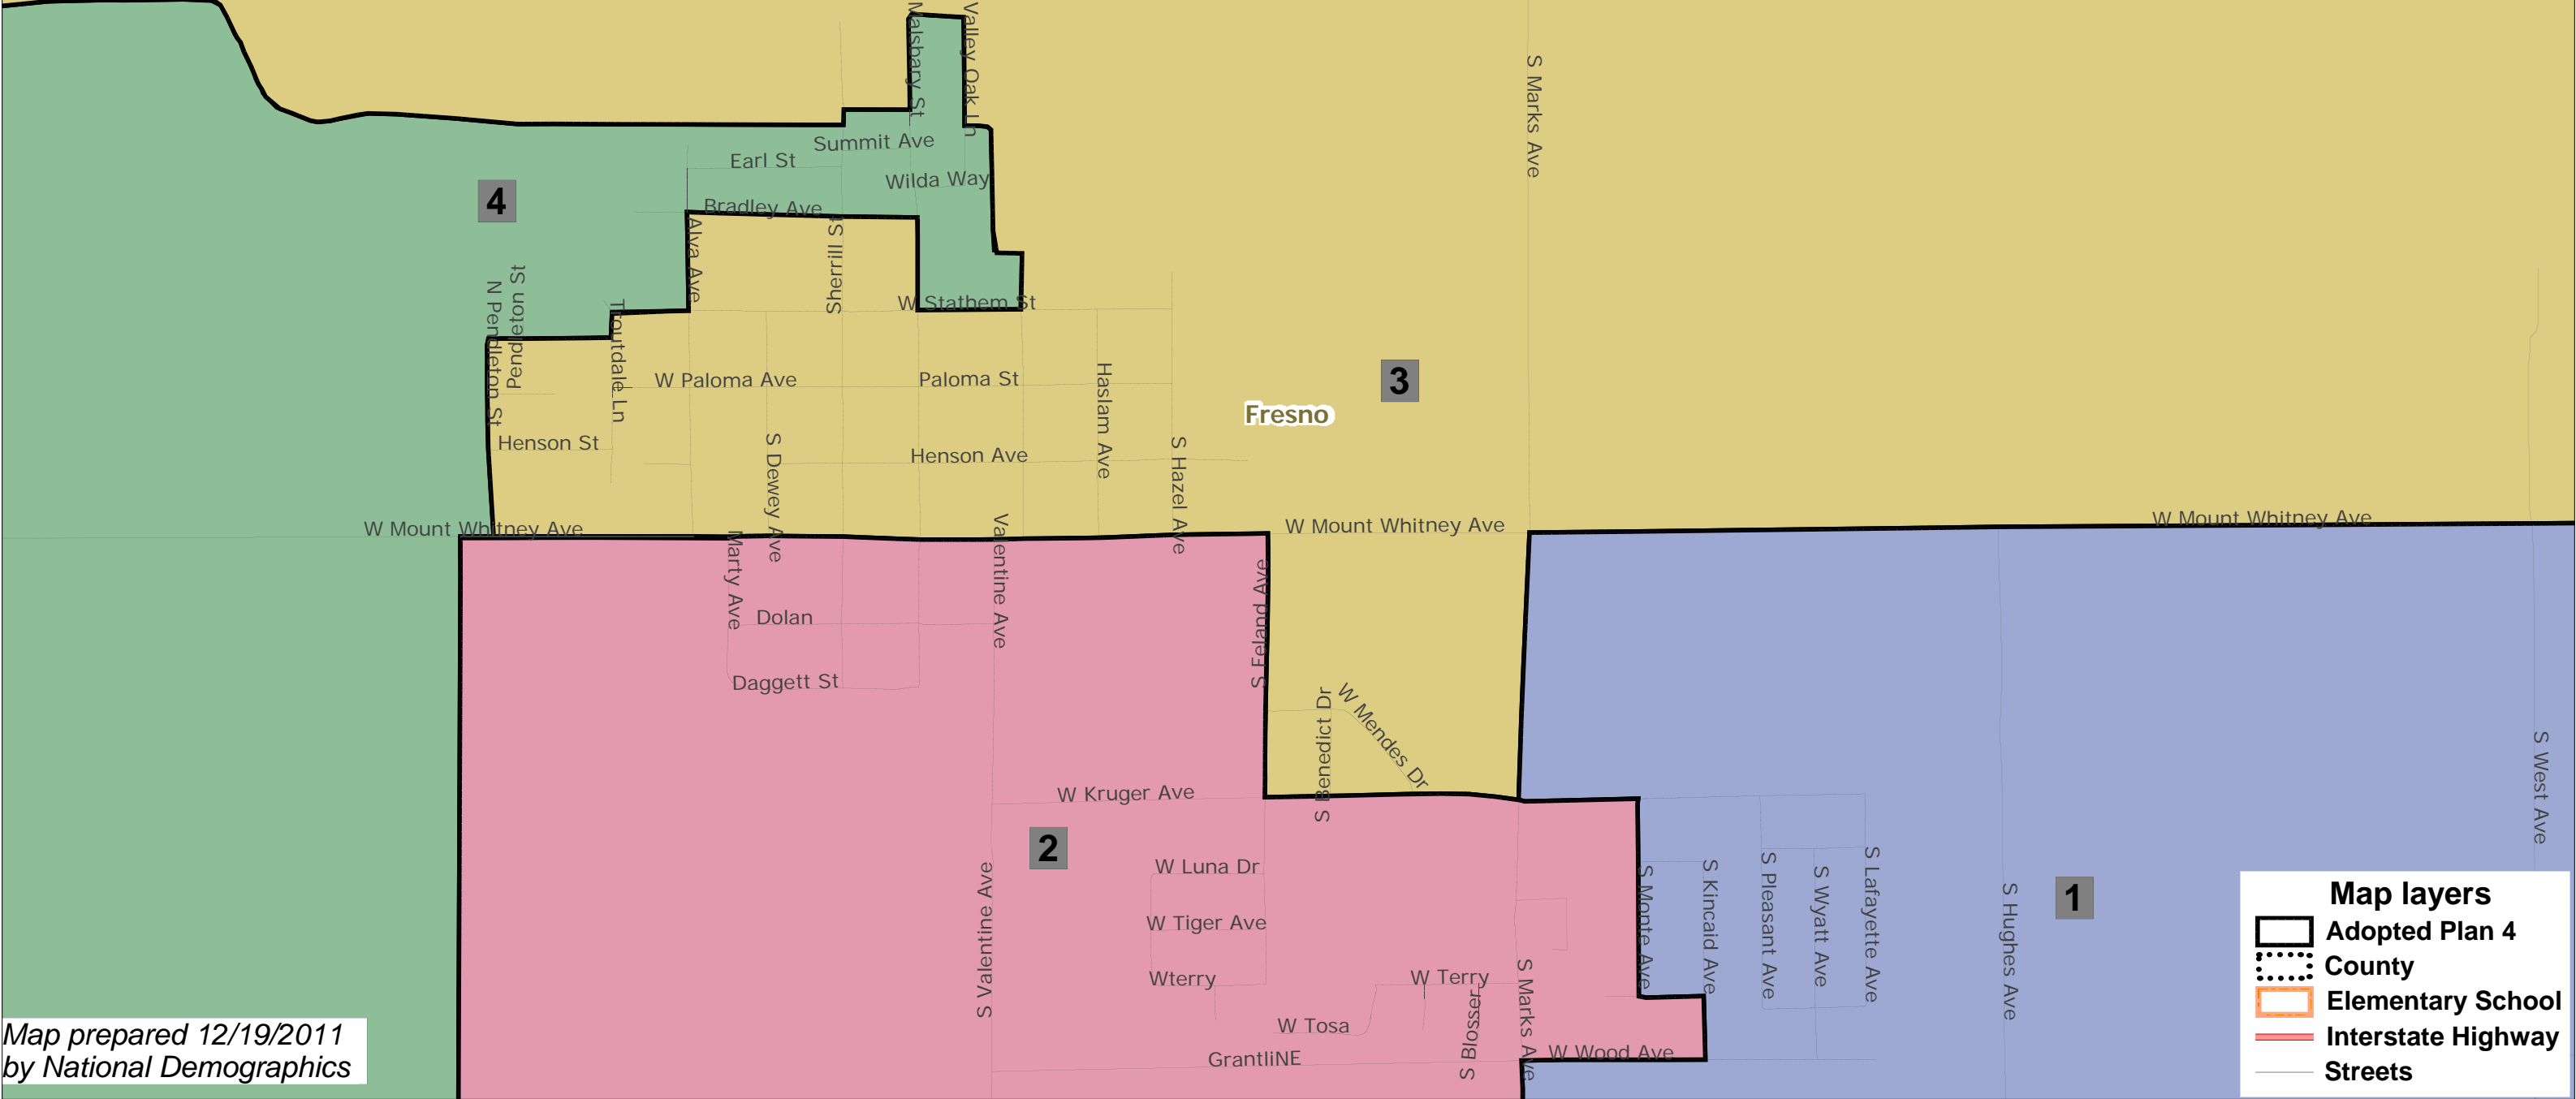 Malsbary St
Valley Oak Ln
S Marks Ave
Summit Ave
Earl St
Wilda Way
4
Bradley Ave
Alva Ave
Sherrill St
N Pendleton St
Pendleton St
Troutdale Ln
W Stathem St
W Paloma Ave
Paloma St
Haslam Ave
3
Fresno
Henson St
S Dewey Ave
Henson Ave
S Hazel Ave
W Mount Whitney Ave
W Mount Whitney Ave
W Mount Whitney Ave
Marty Ave
Valentine Ave
S Feland Ave
Dolan
Daggett St
S Benedict Dr
W Mendes Dr
S West Ave
W Kruger Ave
2
W Luna Dr
S Valentine Ave
W Tiger Ave
Wterry
W Terry
S Blosser
W Tosa
GrantliNE
S Marks Ave
W Wood Ave
S Monte Ave
S Kincaid Ave
S Pleasant Ave
S Wyatt Ave
S Lafayette Ave
S Hughes Ave
1
Map layers
Adopted Plan 4
County
Elementary School
Interstate Highway
Streets
Map prepared 12/19/2011
by National Demographics